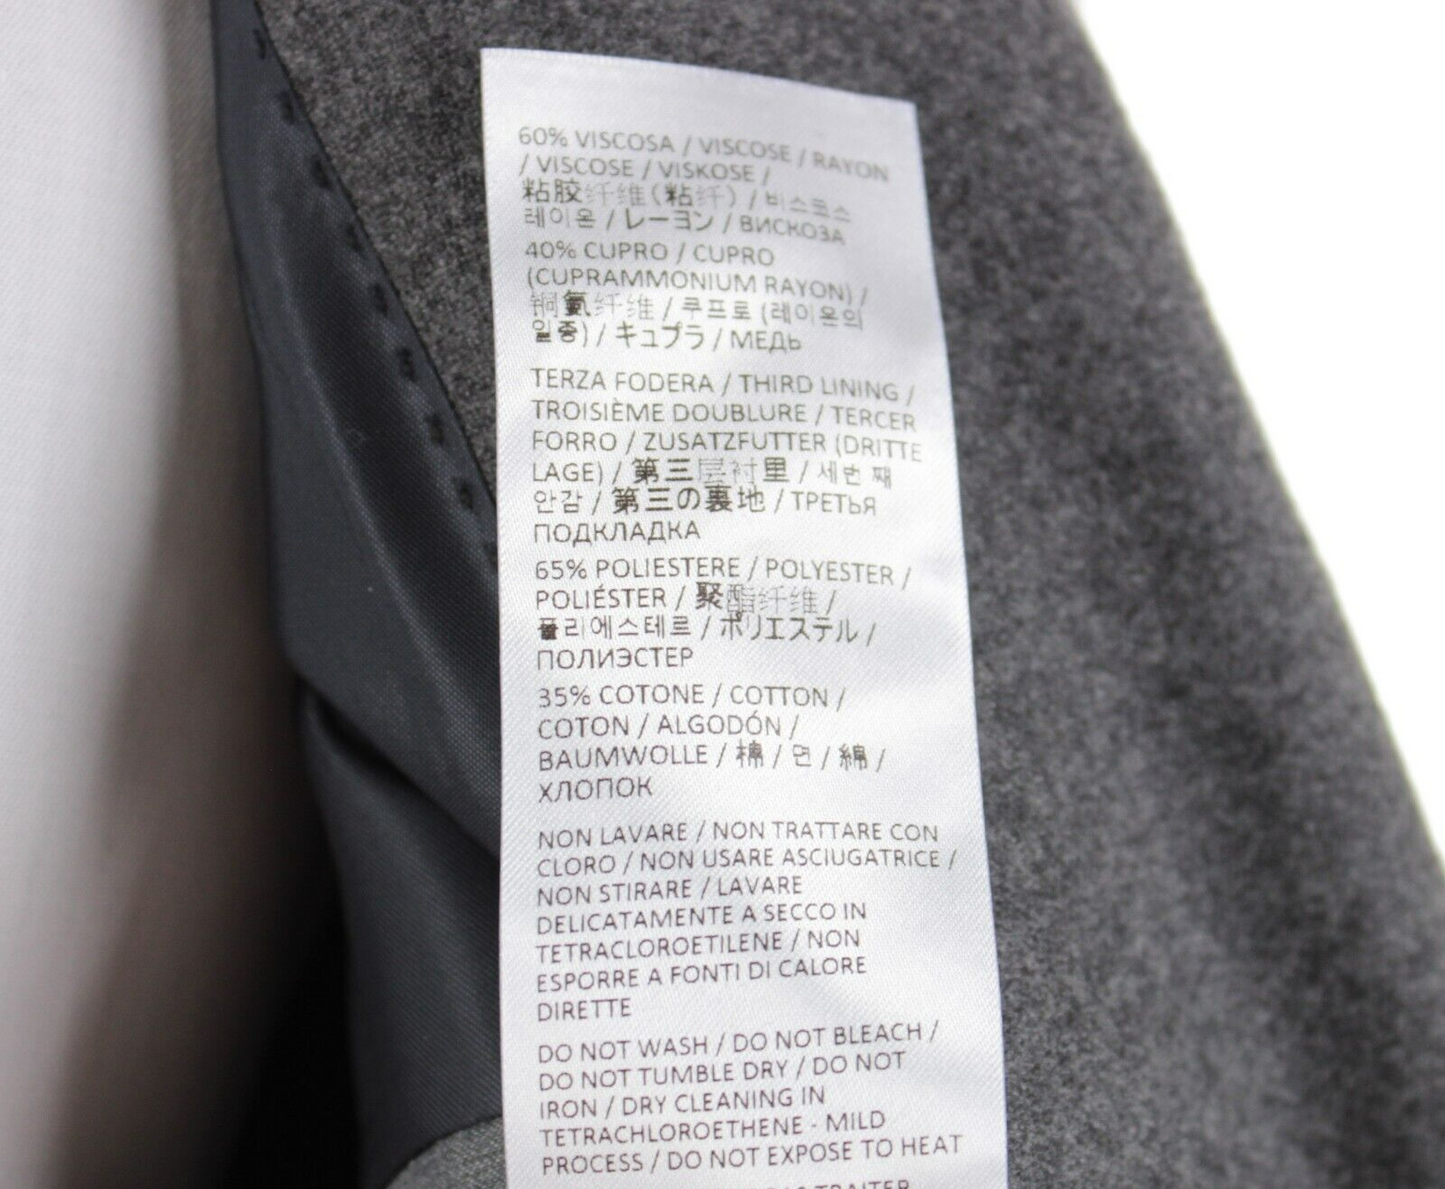 60% VISCOSA / VISCOSE / RAYON
/ VISCOSE / VISKOSE /
粘胶纤维(粘纤) / 비스코스
레이온 / レーヨン / ВИСКОЗА
40% CUPRO / CUPRO
(CUPRAMMONIUM RAYON) /
铜氨纤维 / 쿠프로 (레이온의
일종) / キュプラ / МЕДЬ
TERZA FODERA / THIRD LINING /
TROISIÈME DOUBLURE / TERCER
FORRO / ZUSATZFUTTER (DRITTE
LAGE) / 第三层衬里 / 세번 째
안감 / 第三の裏地 / ТРЕТЬЯ
ПОДКЛАДКА
65% POLIESTERE / POLYESTER /
POLIÉSTER / 聚酯纤维 /
폴리에스테르 / ポリエステル /
ПОЛИЭСТЕР
35% COTONE / COTTON /
COTON / ALGODÓN /
BAUMWOLLE / 棉 / 면 / 綿 /
ХЛОПОК
NON LAVARE / NON TRATTARE CON
CLORO / NON USARE ASCIUGATRICE /
NON STIRARE / LAVARE
DELICATAMENTE A SECCO IN
TETRACLOROETILENE / NON
ESPORRE A FONTI DI CALORE
DIRETTE
DO NOT WASH / DO NOT BLEACH /
DO NOT TUMBLE DRY / DO NOT
IRON / DRY CLEANING IN
TETRACHLOROETHENE - MILD
PROCESS / DO NOT EXPOSE TO HEAT
TRAITER